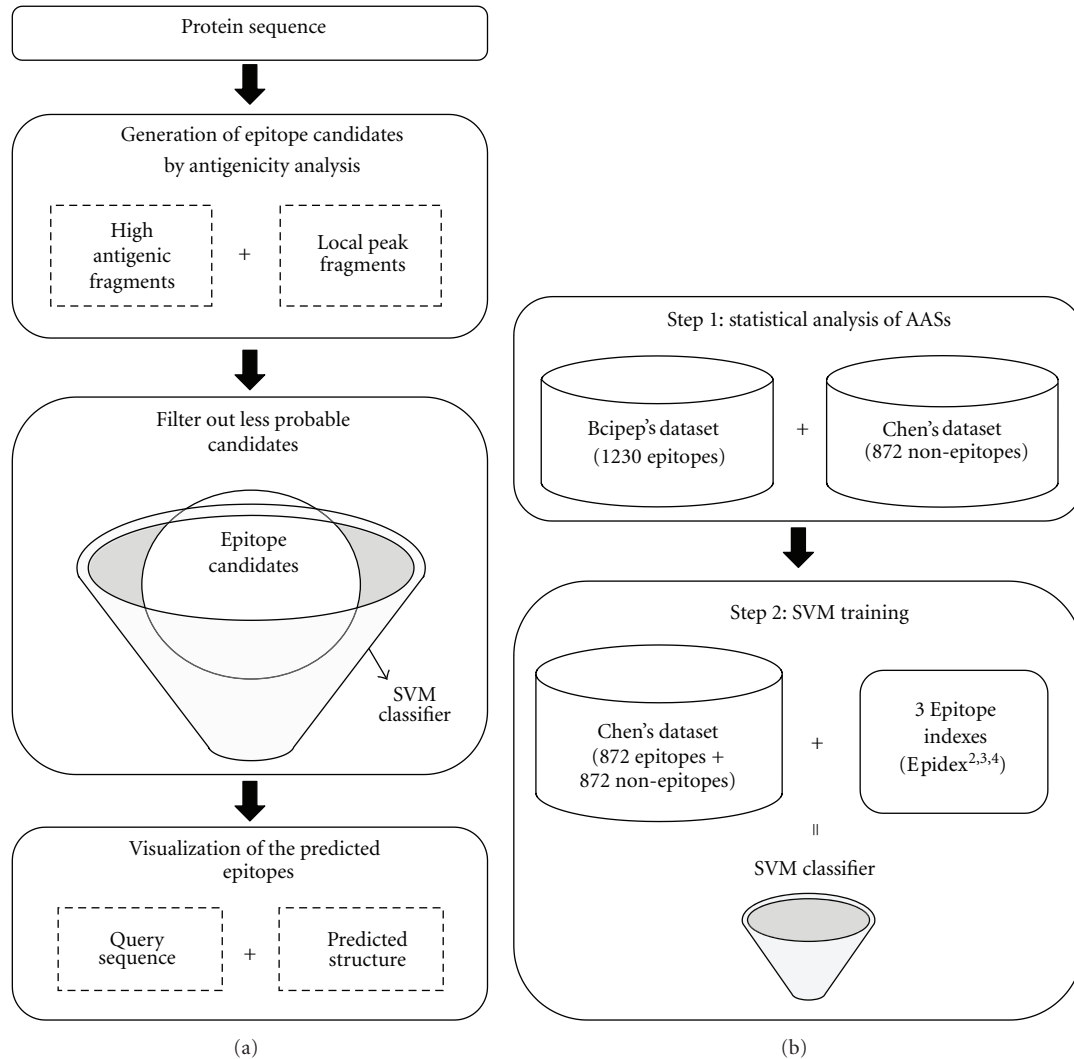 Protein sequence
Generation of epitope candidates
by antigenicity analysis
High
antigenic
fragments
+
Local peak
fragments
Filter out less probable
candidates
Epitope
candidates
SVM
classifier
Visualization of the predicted
epitopes
Query
sequence
+
Predicted
structure
(a)
Step 1: statistical analysis of AASs
Bcipep's dataset
(1230 epitopes)
+
Chen's dataset
(872 non-epitopes)
Step 2: SVM training
Chen's dataset
(872 epitopes +
872 non-epitopes)
+
3 Epitope
indexes
(Epidex²,³,⁴)
=
SVM classifier
(b)